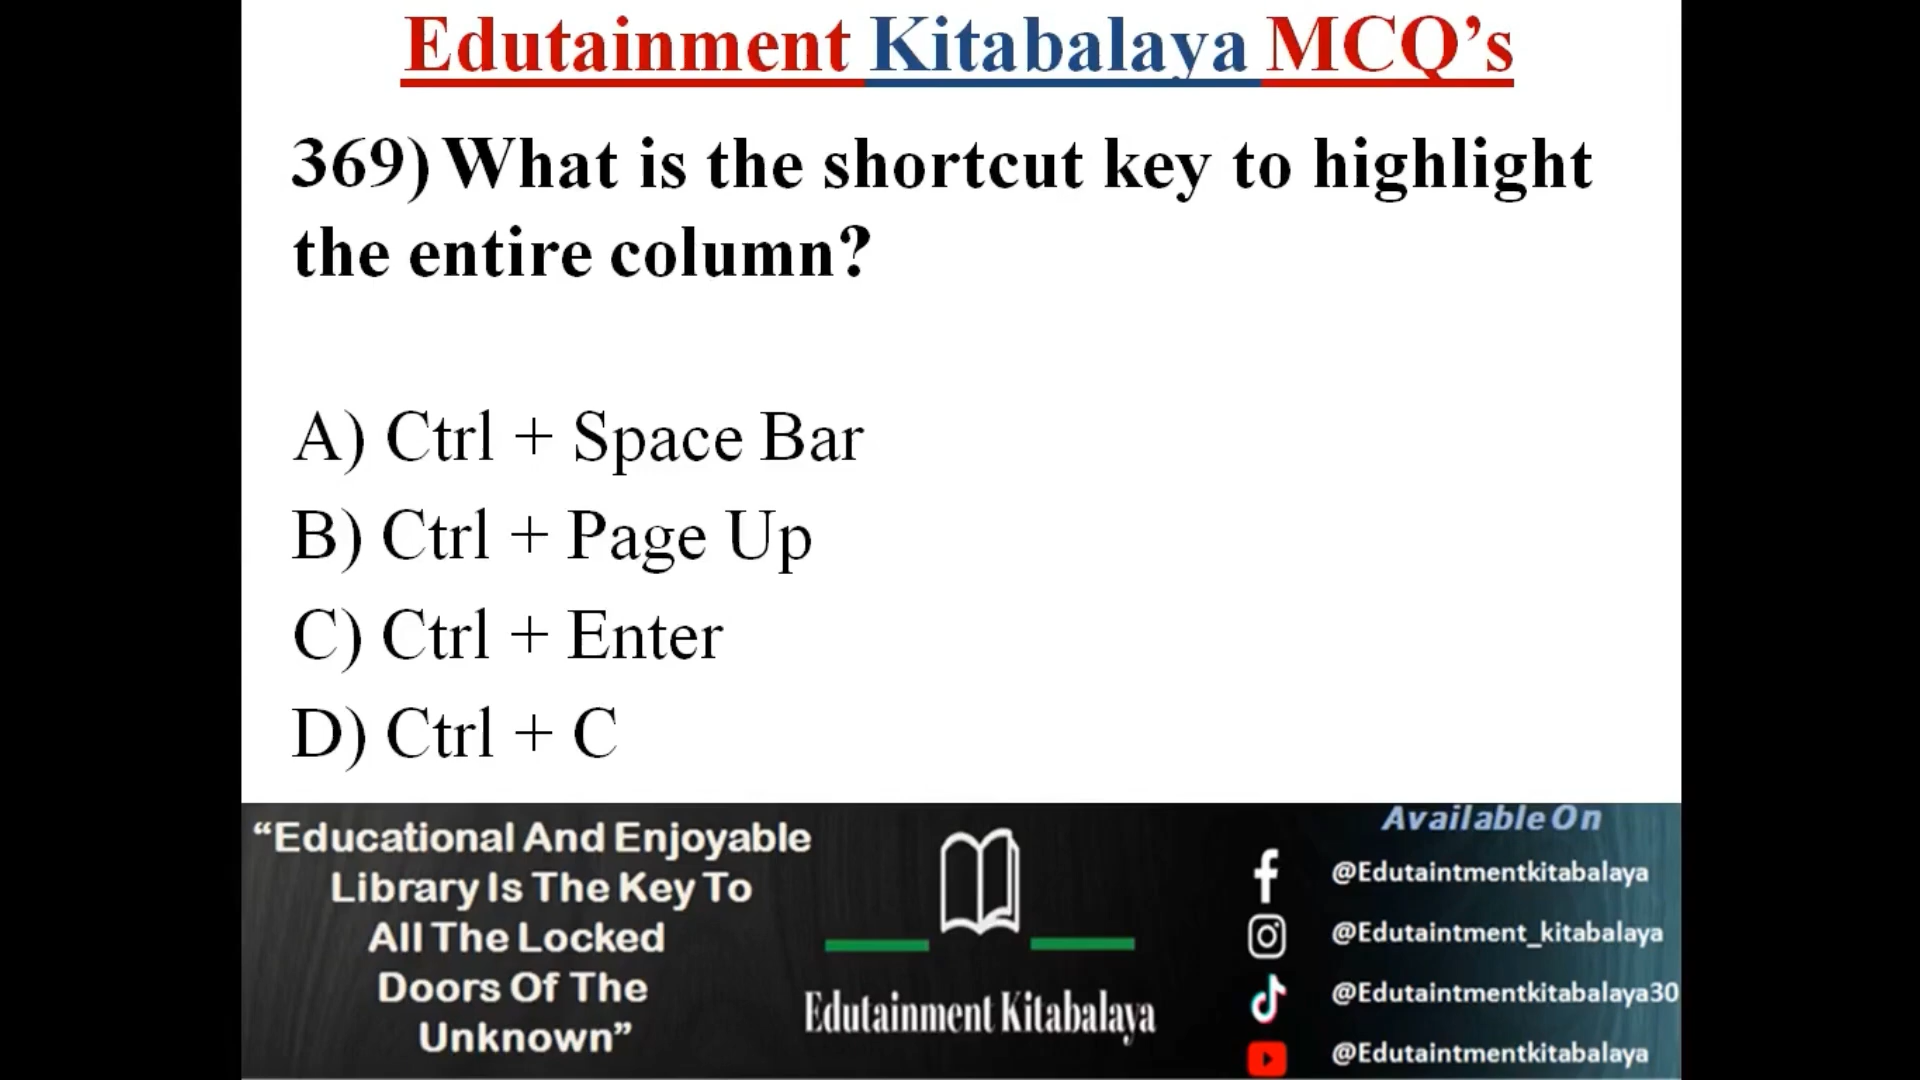 Edutainment Kitabalaya MCQ’s
369) What is the shortcut key to highlight
the entire column?
A) Ctrl + Space Bar
B) Ctrl + Page Up
C) Ctrl + Enter
D) Ctrl + C
“Educational And Enjoyable
Library Is The Key To
All The Locked
Doors Of The
Unknown”
Edutainment Kitabalaya
Available On
@Edutaintmentkitabalaya
@Edutaintment_kitabalaya
@Edutaintmentkitabalaya30
@Edutaintmentkitabalaya